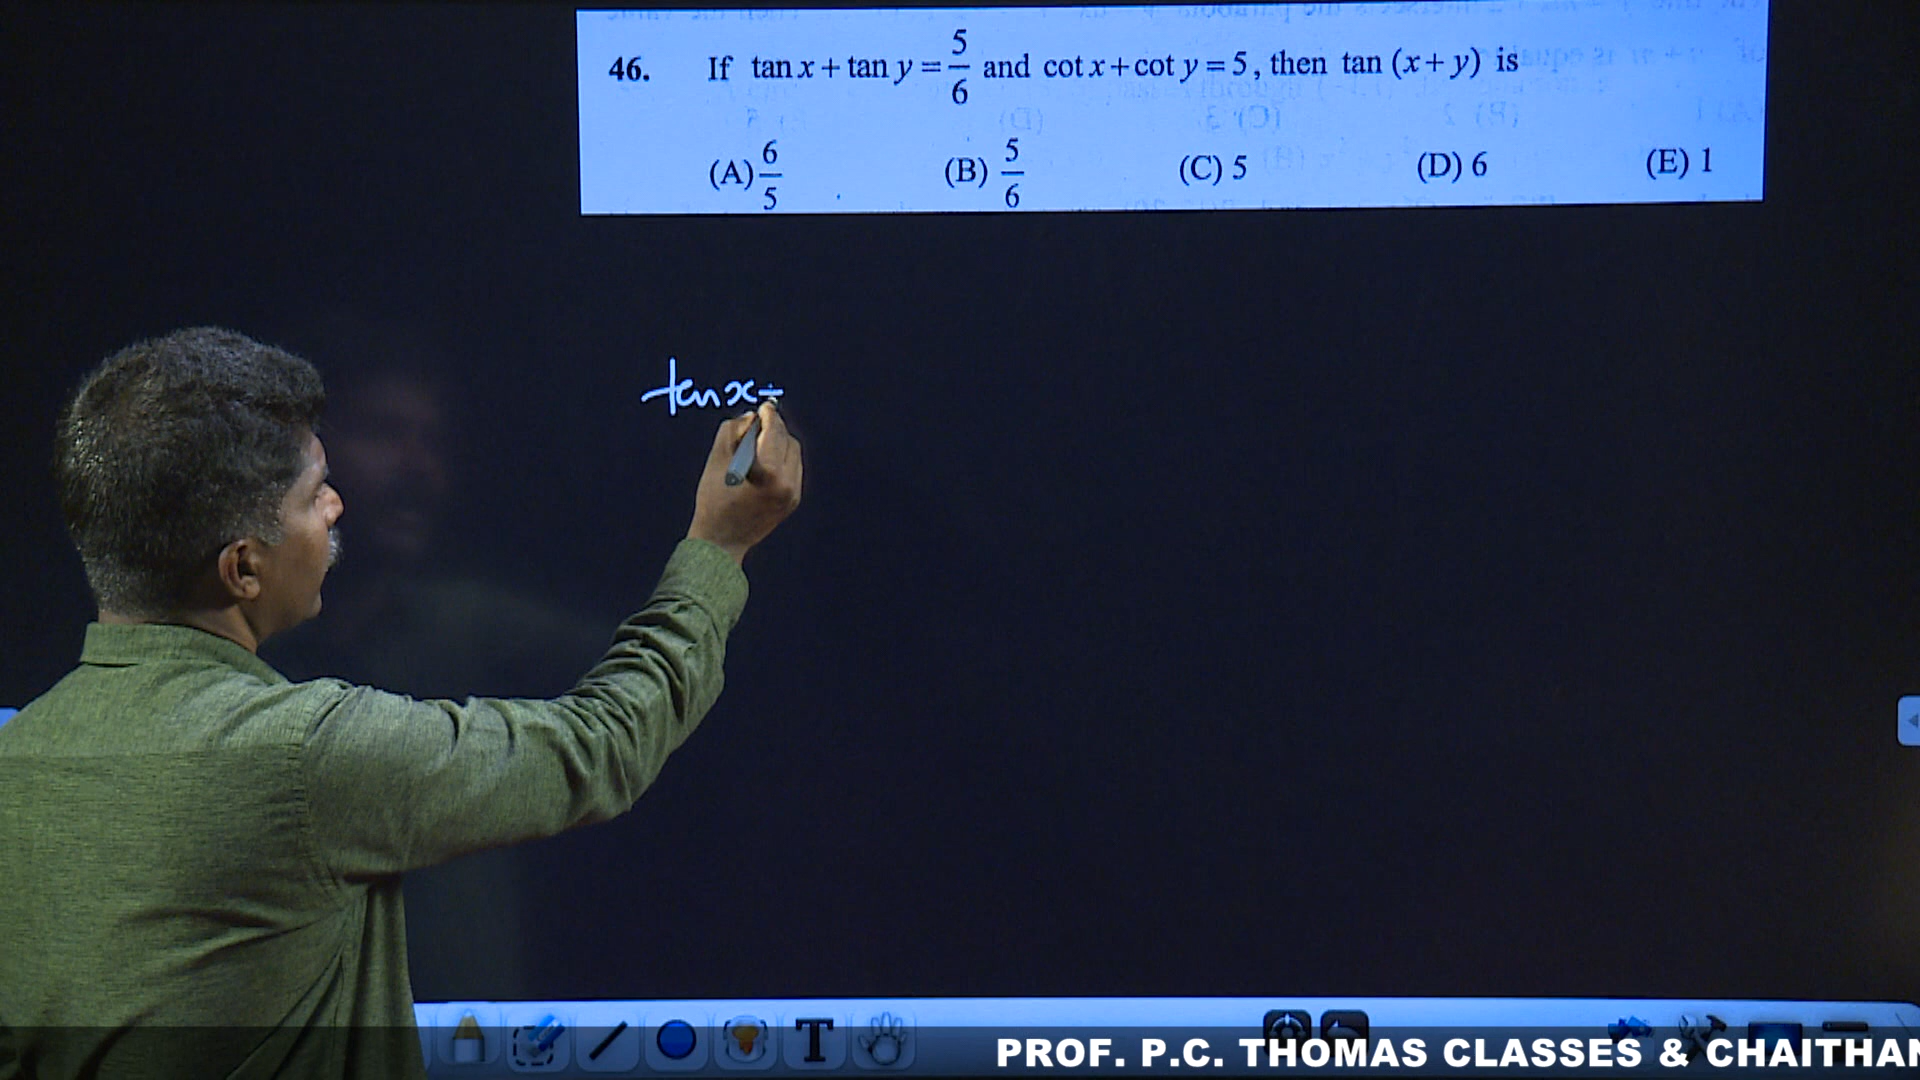 46. If tan x + tan y = 5/6 and cot x + cot y = 5, then tan (x + y) is
(A) 6/5 (B) 5/6 (C) 5 (D) 6 (E) 1
tan x +
T
PROF. P.C. THOMAS CLASSES & CHAITHAN